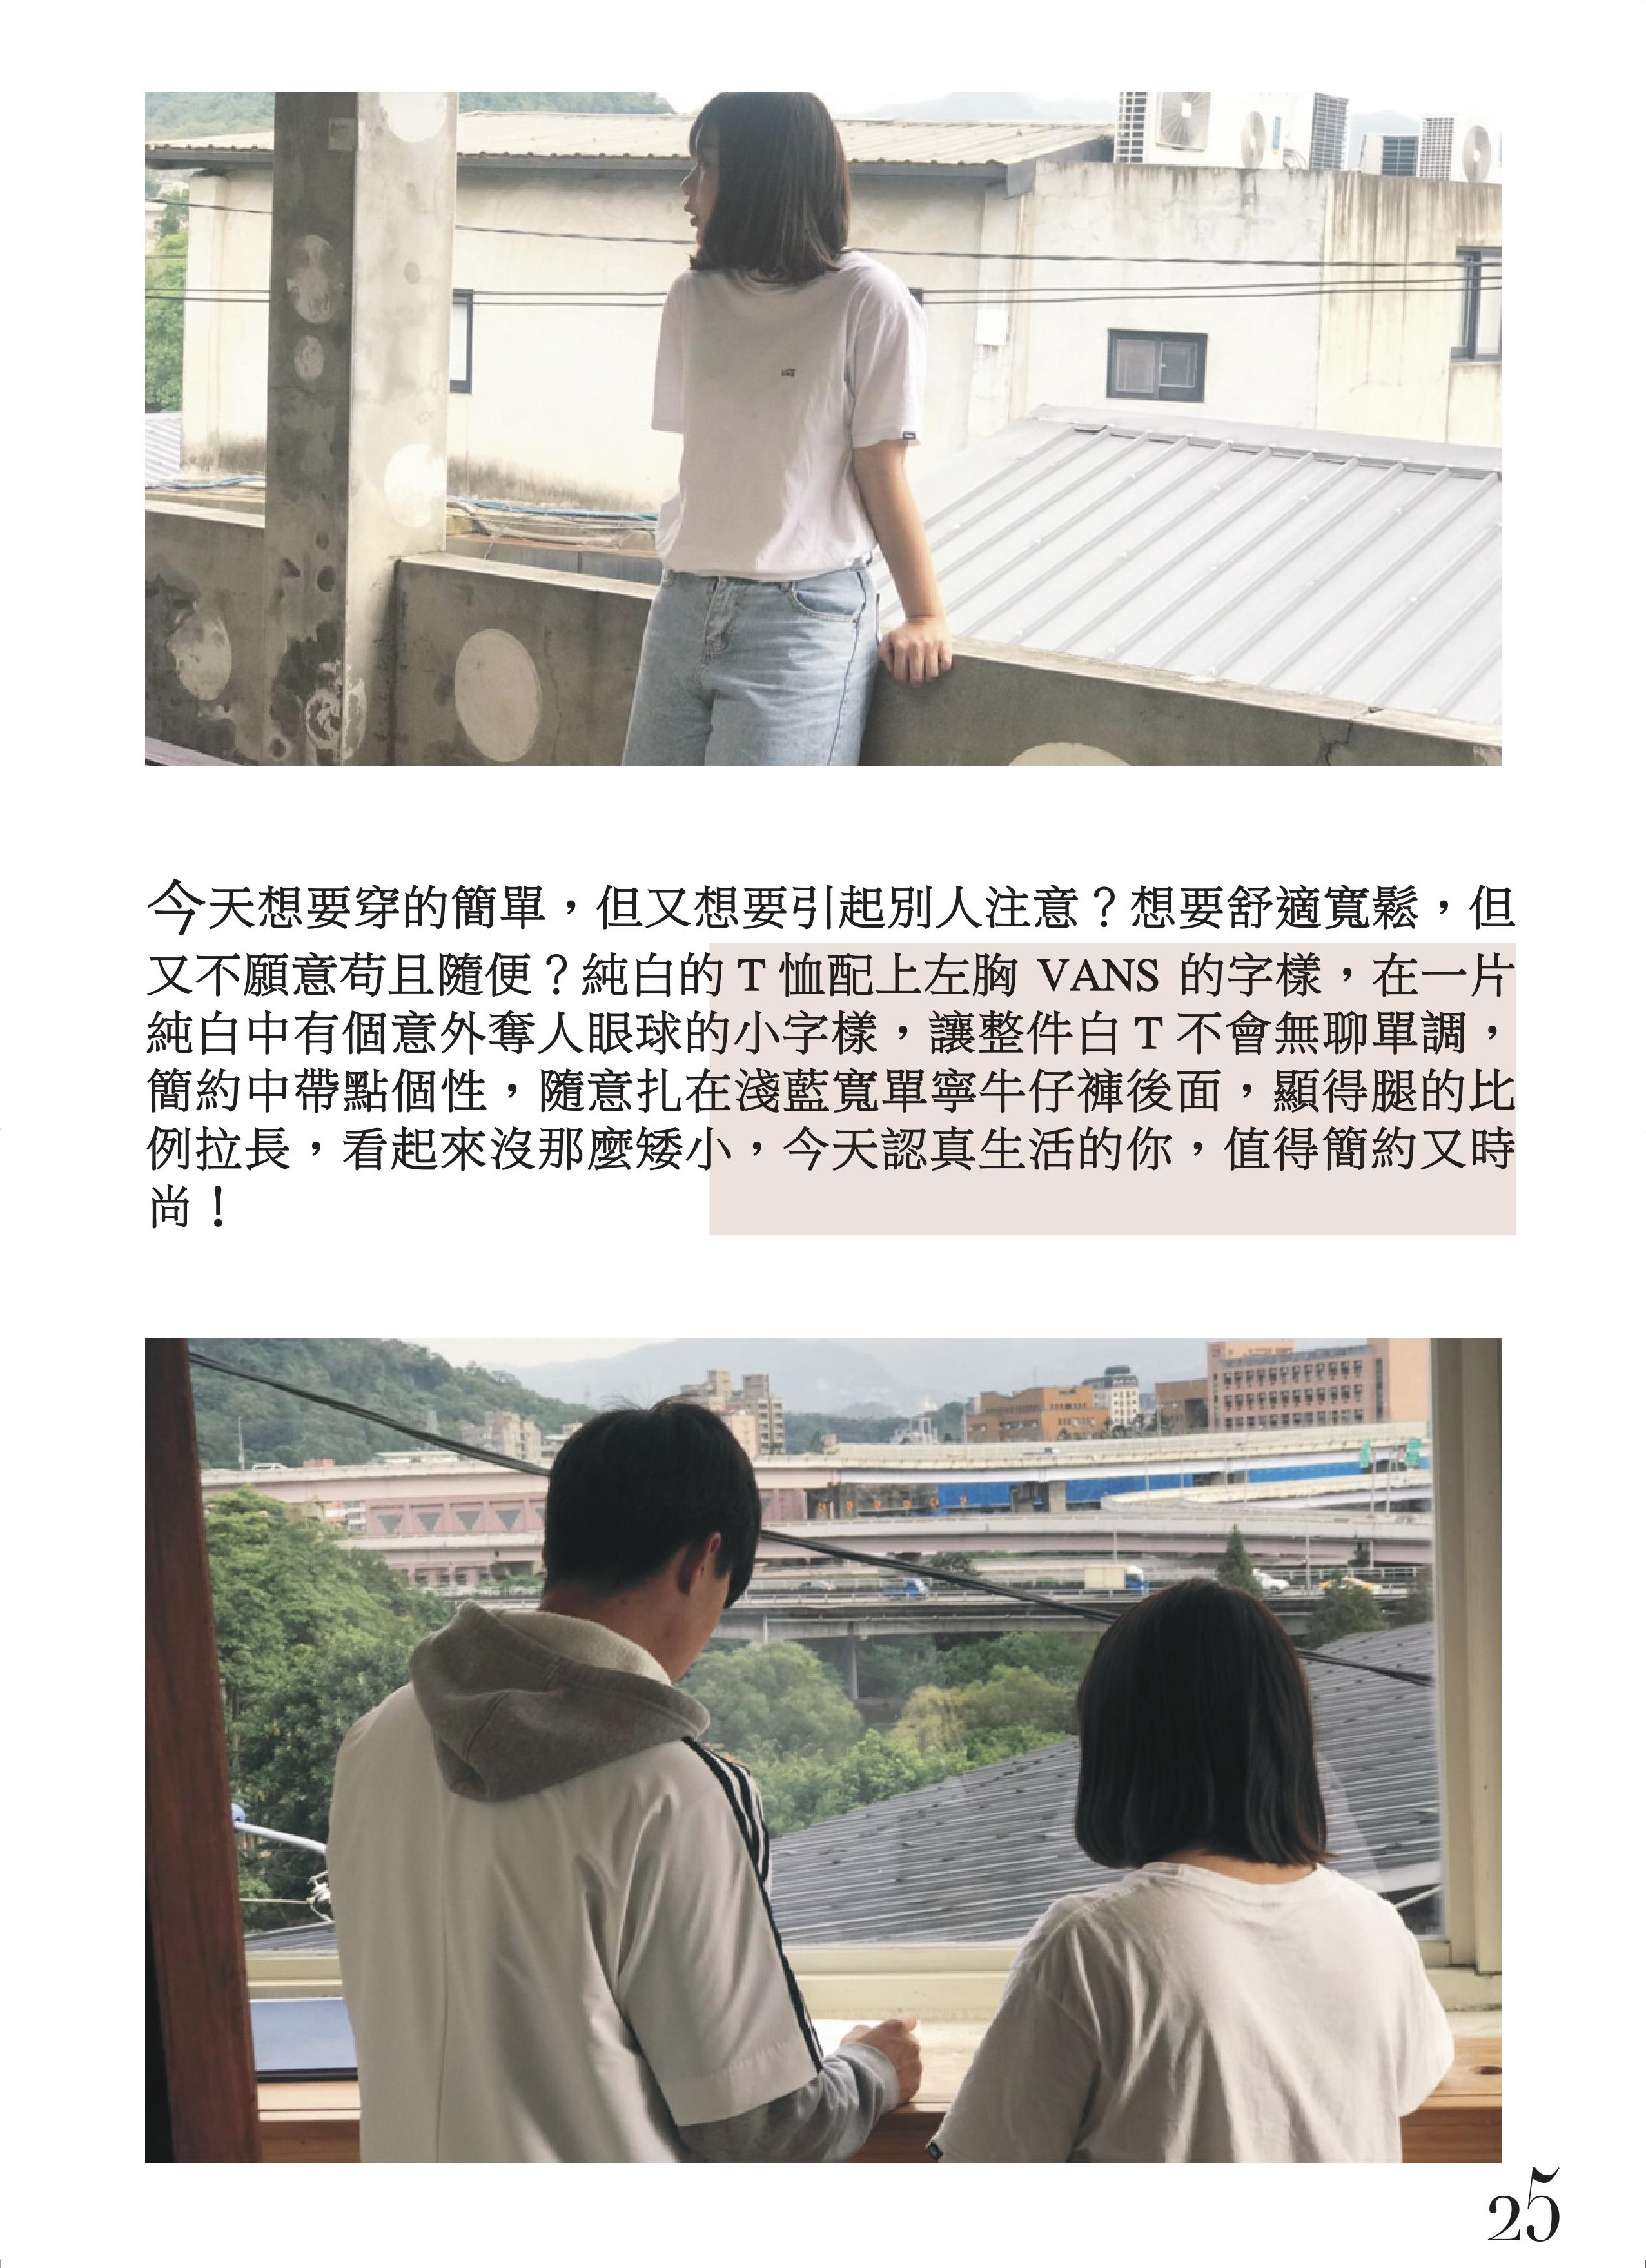 今天想要穿的簡單，但又想要引起別人注意？想要舒適寬鬆，但
又不願意苟且隨便？純白的 T 恤配上左胸 VANS 的字樣，在一片
純白中有個意外奪人眼球的小字樣，讓整件白 T 不會無聊單調，
簡約中帶點個性，隨意扎在淺藍寬單寧牛仔褲後面，顯得腿的比
例拉長，看起來沒那麼矮小，今天認真生活的你，值得簡約又時
尚！
25